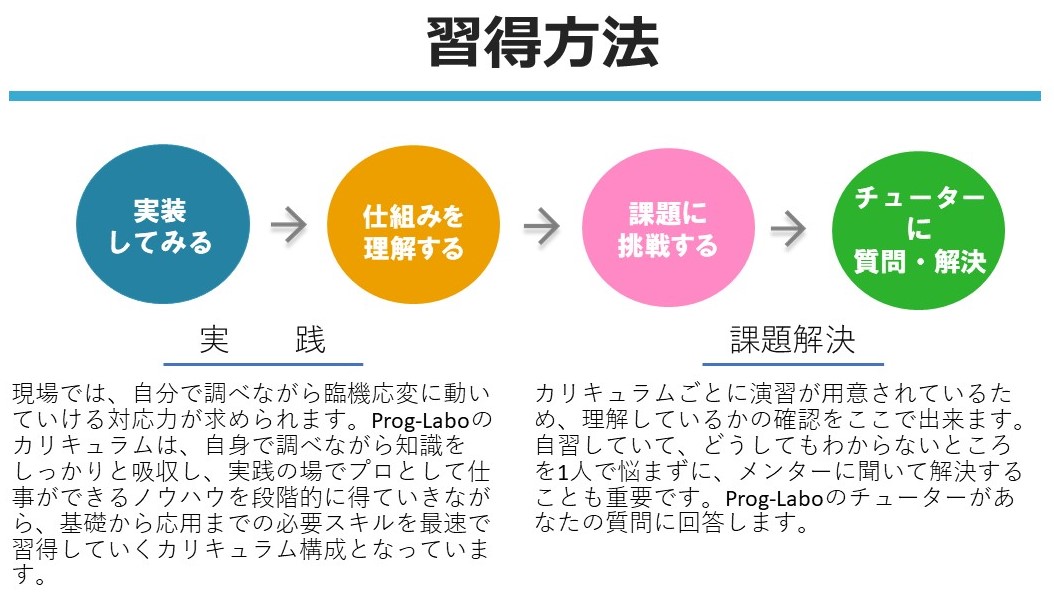 習得方法
実装
してみる
仕組みを
理解する
課題に
挑戦する
チューター
に
質問・解決
実　　践
現場では、自分で調べながら臨機応変に動い
ていける対応力が求められます。Prog-Laboの
カリキュラムは、自身で調べながら知識を
しっかりと吸収し、実践の場でプロとして仕
事ができるノウハウを段階的に得ていきなが
ら、基礎から応用までの必要スキルを最速で
習得していくカリキュラム構成となっていま
す。
課題解決
カリキュラムごとに演習が用意されているた
め、理解しているかの確認をここで出来ます。
自習していて、どうしてもわからないところ
を1人で悩まずに、メンターに聞いて解決する
ことも重要です。Prog-Laboのチューターがあ
なたの質問に回答します。